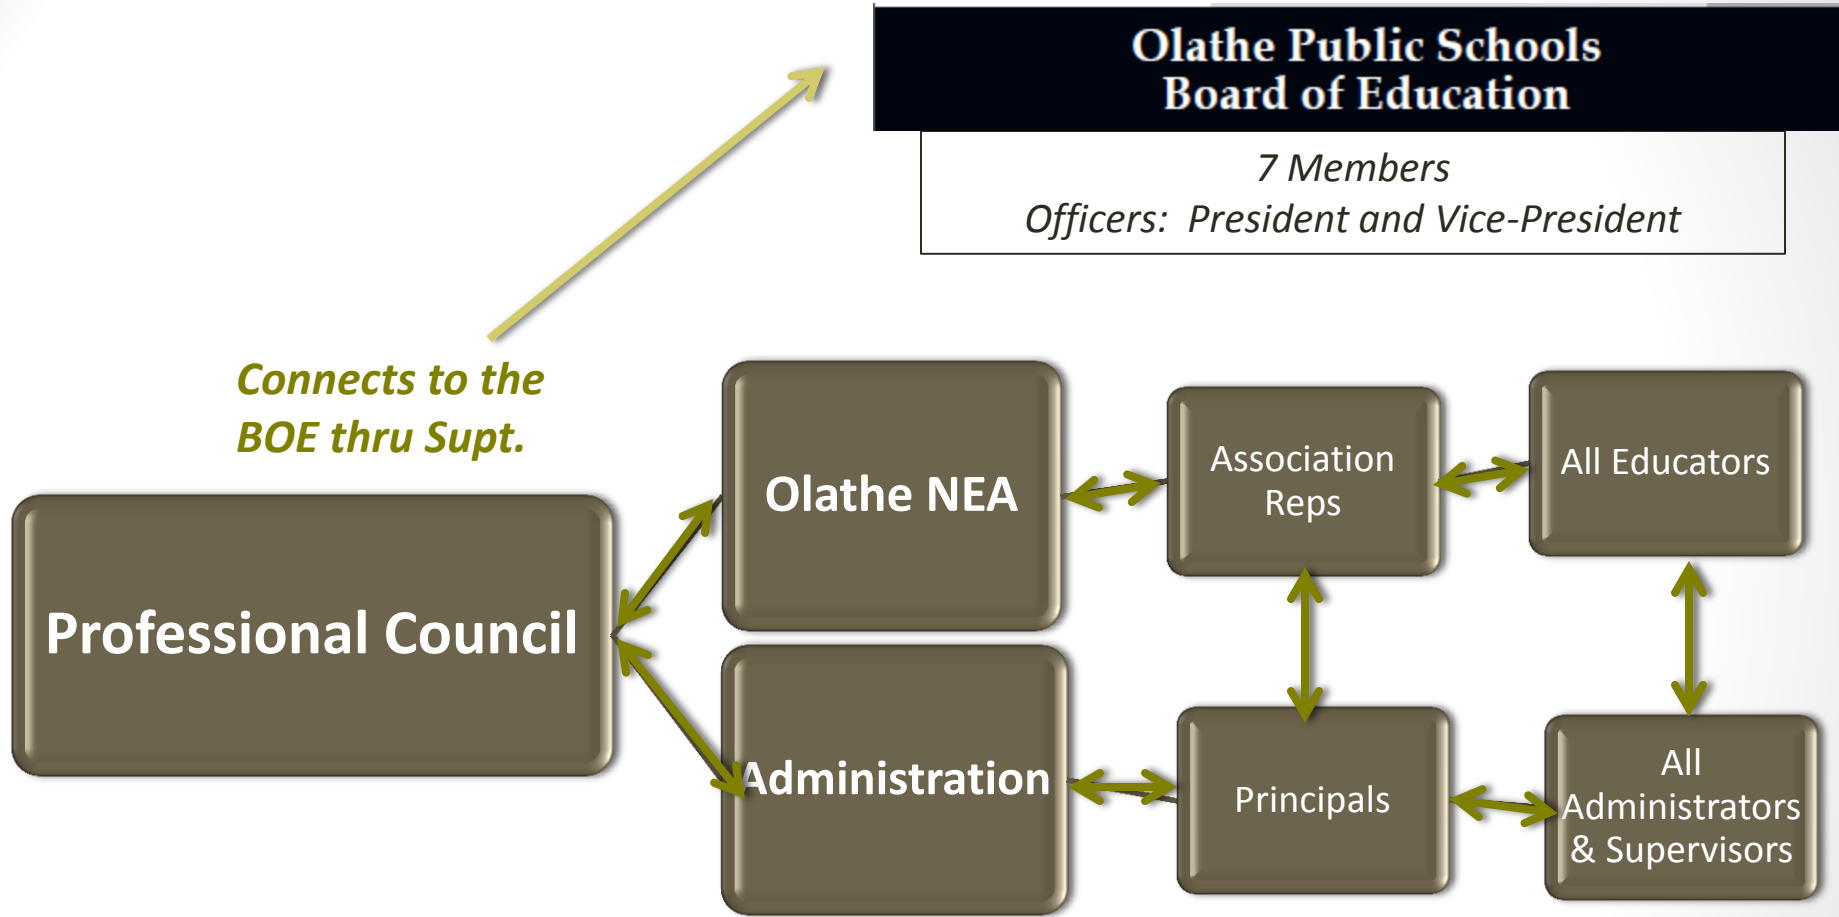 Olathe Public Schools
Board of Education
7 Members
Officers:  President and Vice-President
Connects to the
BOE thru Supt.
Professional Council
Olathe NEA
Administration
Association
Reps
Principals
All Educators
All
Administrators
& Supervisors